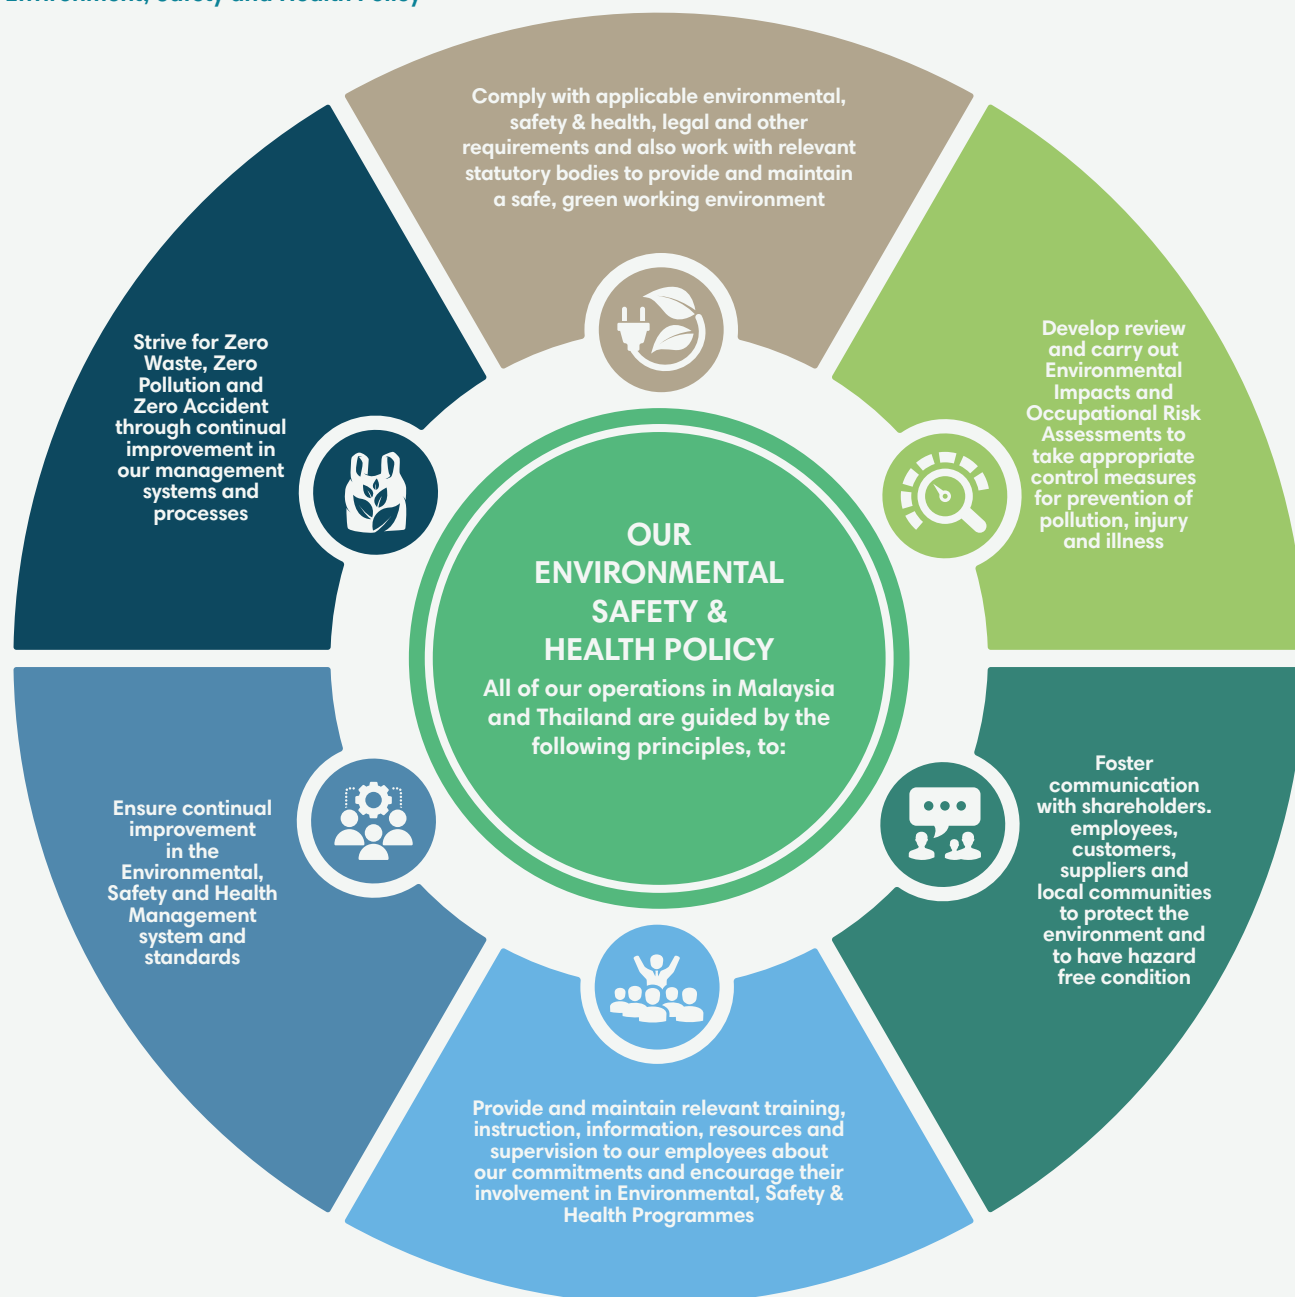 Environment, Safety and Health Policy
Comply with applicable environmental,
safety & health, legal and other
requirements and also work with relevant
statutory bodies to provide and maintain
a safe, green working environment
Develop review
and carry out
Environmental
Impacts and
Occupational Risk
Assessments to
take appropriate
control measures
for prevention of
pollution, injury
and illness
Foster
communication
with shareholders.
employees,
customers,
suppliers and
local communities
to protect the
environment and
to have hazard
free condition
Provide and maintain relevant training,
instruction, information, resources and
supervision to our employees about
our commitments and encourage their
involvement in Environmental, Safety &
Health Programmes
Ensure continual
improvement
in the
Environmental,
Safety and Health
Management
system and
standards
Strive for Zero
Waste, Zero
Pollution and
Zero Accident
through continual
improvement in
our management
systems and
processes
OUR
ENVIRONMENTAL
SAFETY &
HEALTH POLICY
All of our operations in Malaysia
and Thailand are guided by the
following principles, to: